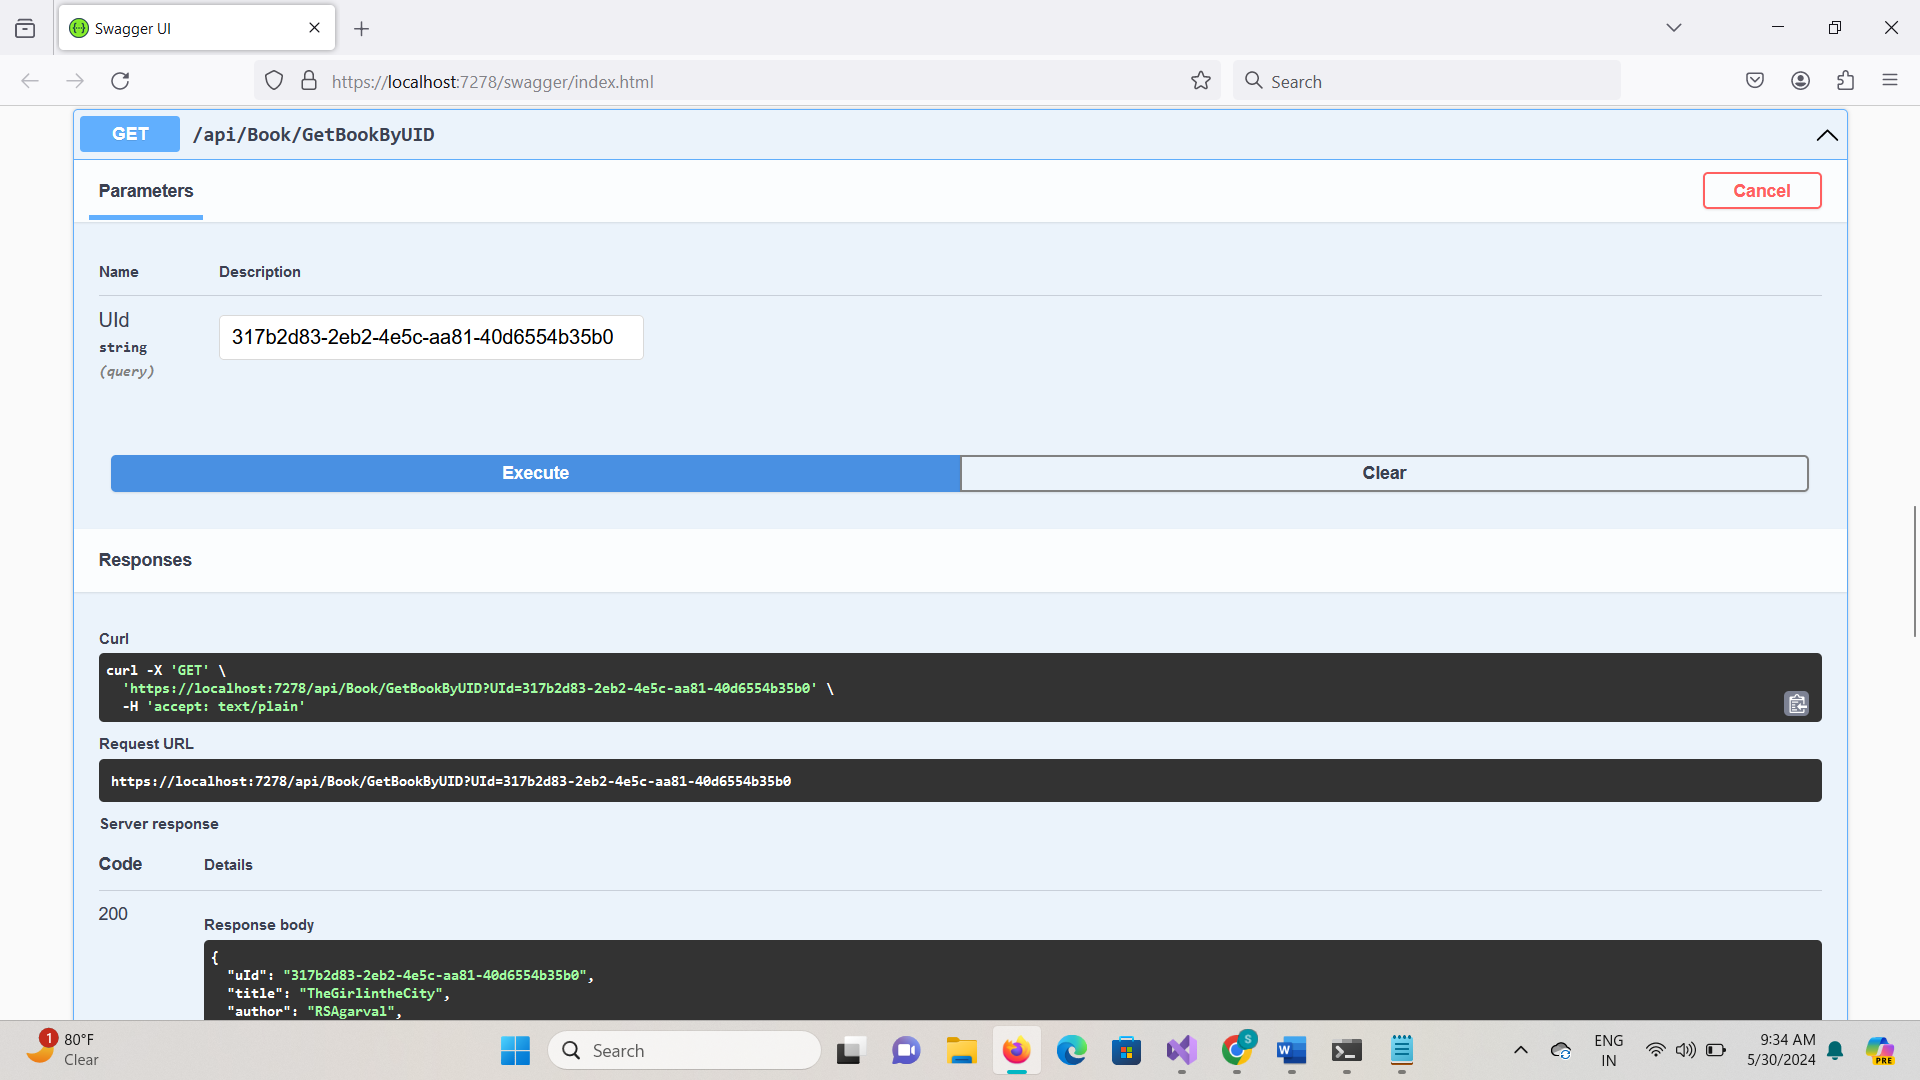 Swagger UI
https://localhost:7278/swagger/index.html
Search
GET /api/Book/GetBookByUID
Parameters
Cancel
Name Description
UId
string
(query)
317b2d83-2eb2-4e5c-aa81-40d6554b35b0
Execute
Clear
Responses
Curl
curl -X 'GET' \
'https://localhost:7278/api/Book/GetBookByUID?UId=317b2d83-2eb2-4e5c-aa81-40d6554b35b0' \
-H 'accept: text/plain'
Request URL
https://localhost:7278/api/Book/GetBookByUID?UId=317b2d83-2eb2-4e5c-aa81-40d6554b35b0
Server response
Code Details
200
Response body
{
"uId": "317b2d83-2eb2-4e5c-aa81-40d6554b35b0",
"title": "TheGirlintheCity",
"author": "RSAgarval",
1
80°F
Clear
Search
S
ENG
IN
9:34 AM
5/30/2024
PRE